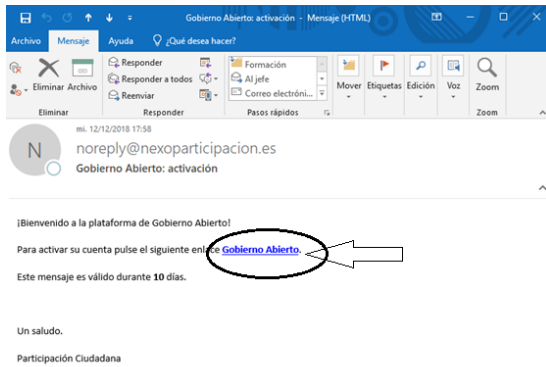 Gobierno Abierto: activación - Mensaje (HTML)
Archivo Mensaje Ayuda ¿Qué desea hacer?
Eliminar Archivo
Responder
Responder a todos
Reenviar
Formación
Al jefe
Correo electróni...
Mover Etiquetas Edición Voz Zoom
Eliminar Responder Pasos rápidos Zoom
mi. 12/12/2018 17:58
N
noreply@nexoparticipacion.es
Gobierno Abierto: activación
¡Bienvenido a la plataforma de Gobierno Abierto!
Para activar su cuenta pulse el siguiente enlace Gobierno Abierto.
Este mensaje es válido durante 10 días.
Un saludo.
Participación Ciudadana